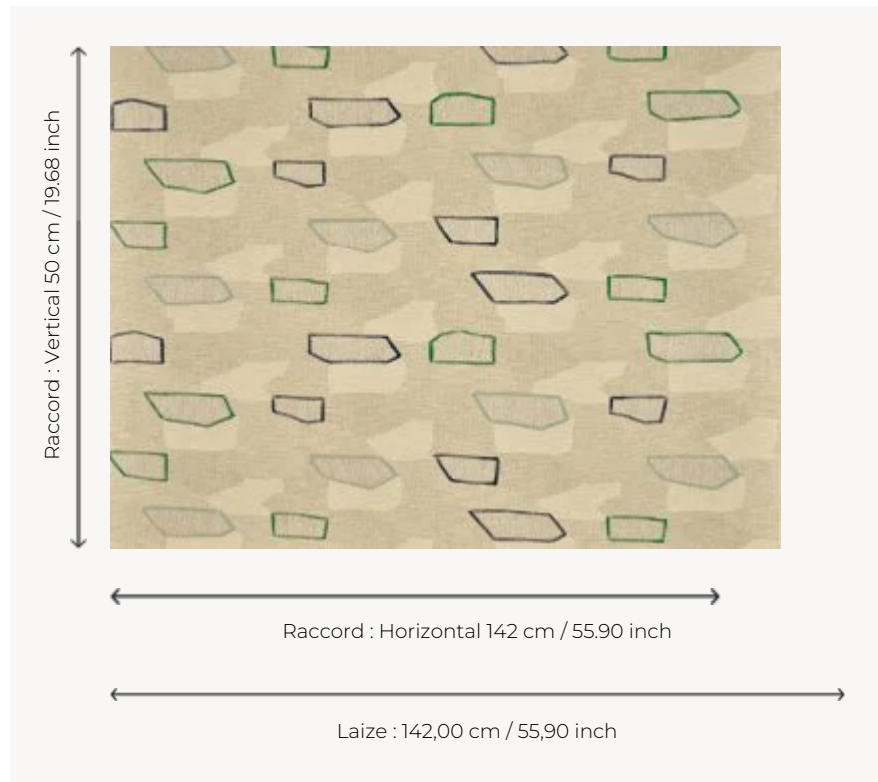 Raccord : Vertical 50 cm / 19.68 inch
Raccord : Horizontal 142 cm / 55.90 inch
Laize : 142,00 cm / 55,90 inch